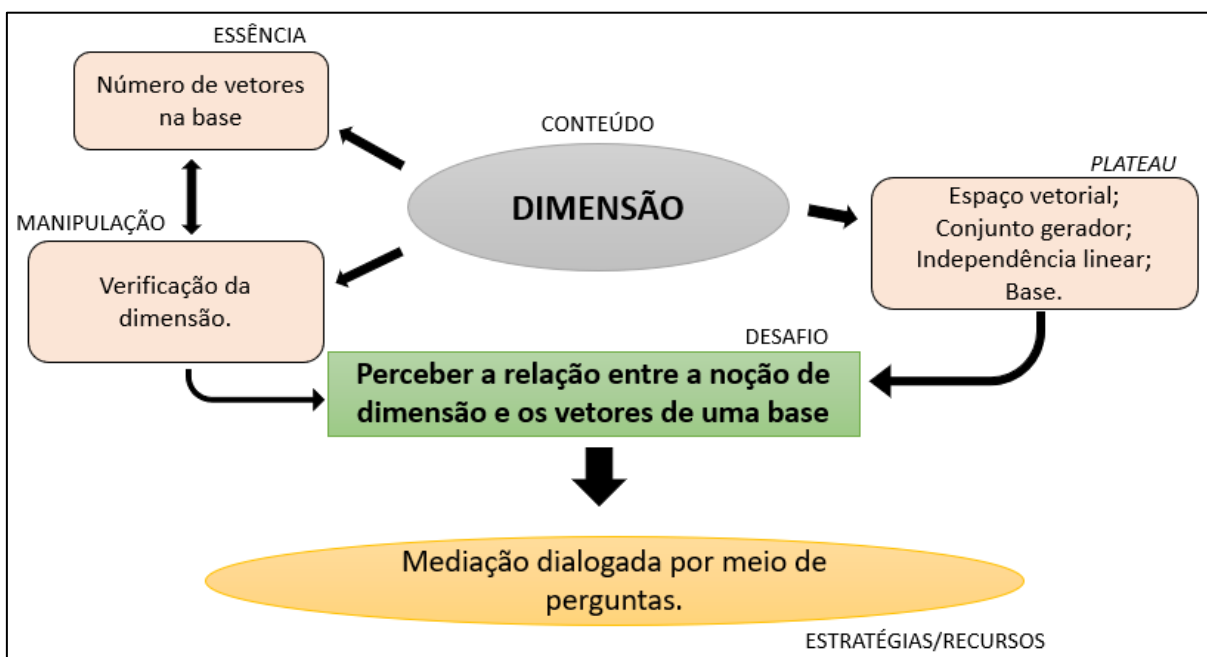 ESSÊNCIA
Número de vetores
na base
CONTEÚDO
DIMENSÃO
PLATEAU
Espaço vetorial;
Conjunto gerador;
Independência linear;
Base.
MANIPULAÇÃO
Verificação da
dimensão.
DESAFIO
Perceber a relação entre a noção de
dimensão e os vetores de uma base
Mediação dialogada por meio de
perguntas.
ESTRATÉGIAS/RECURSOS